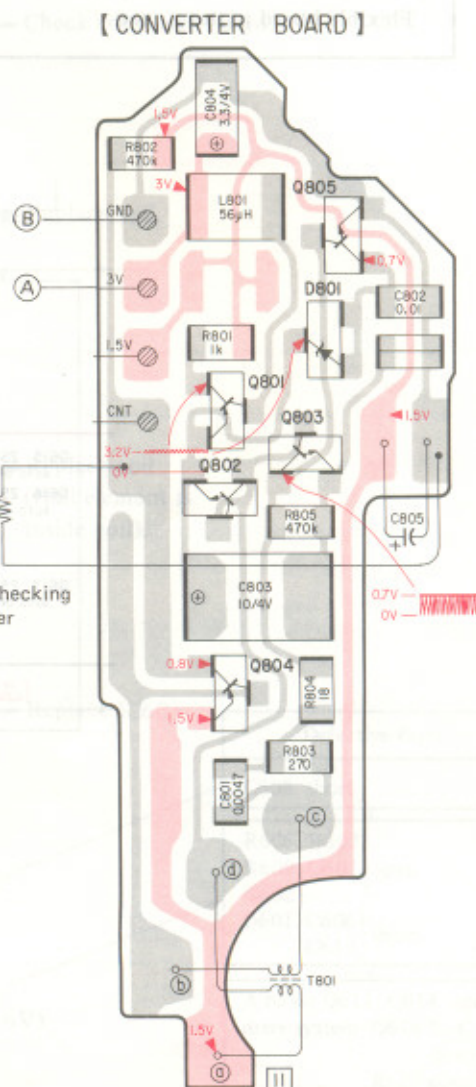 【 CONVERTER BOARD 】
C804
3.3/4V
1.5V
R802
470k
3V
L801
56μH
Q805
B
GND
0.7V
A
3V
D801
C802
0.01
1.5V
R801
1k
Q801
1.5V
CNT
Q803
3.2V
0V
Q802
R805
470k
C805
+
hecking
er
C803
10/4V
0.7V
0V
0.8V
Q804
1.5V
R804
18
R803
270
C801
0.0047
c
d
T801
b
1.5V
a
11